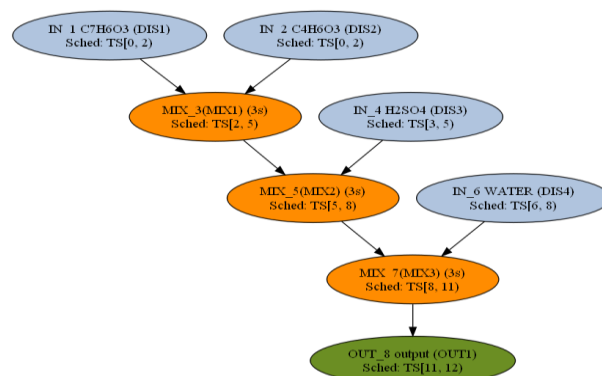 IN_1 C7H6O3 (DIS1)
Sched: TS[0, 2)
IN_2 C4H6O3 (DIS2)
Sched: TS[0, 2)
MIX_3(MIX1) (3s)
Sched: TS[2, 5)
IN_4 H2SO4 (DIS3)
Sched: TS[3, 5)
MIX_5(MIX2) (3s)
Sched: TS[5, 8)
IN_6 WATER (DIS4)
Sched: TS[6, 8)
MIX_7(MIX3) (3s)
Sched: TS[8, 11)
OUT_8 output (OUT1)
Sched: TS[11, 12)